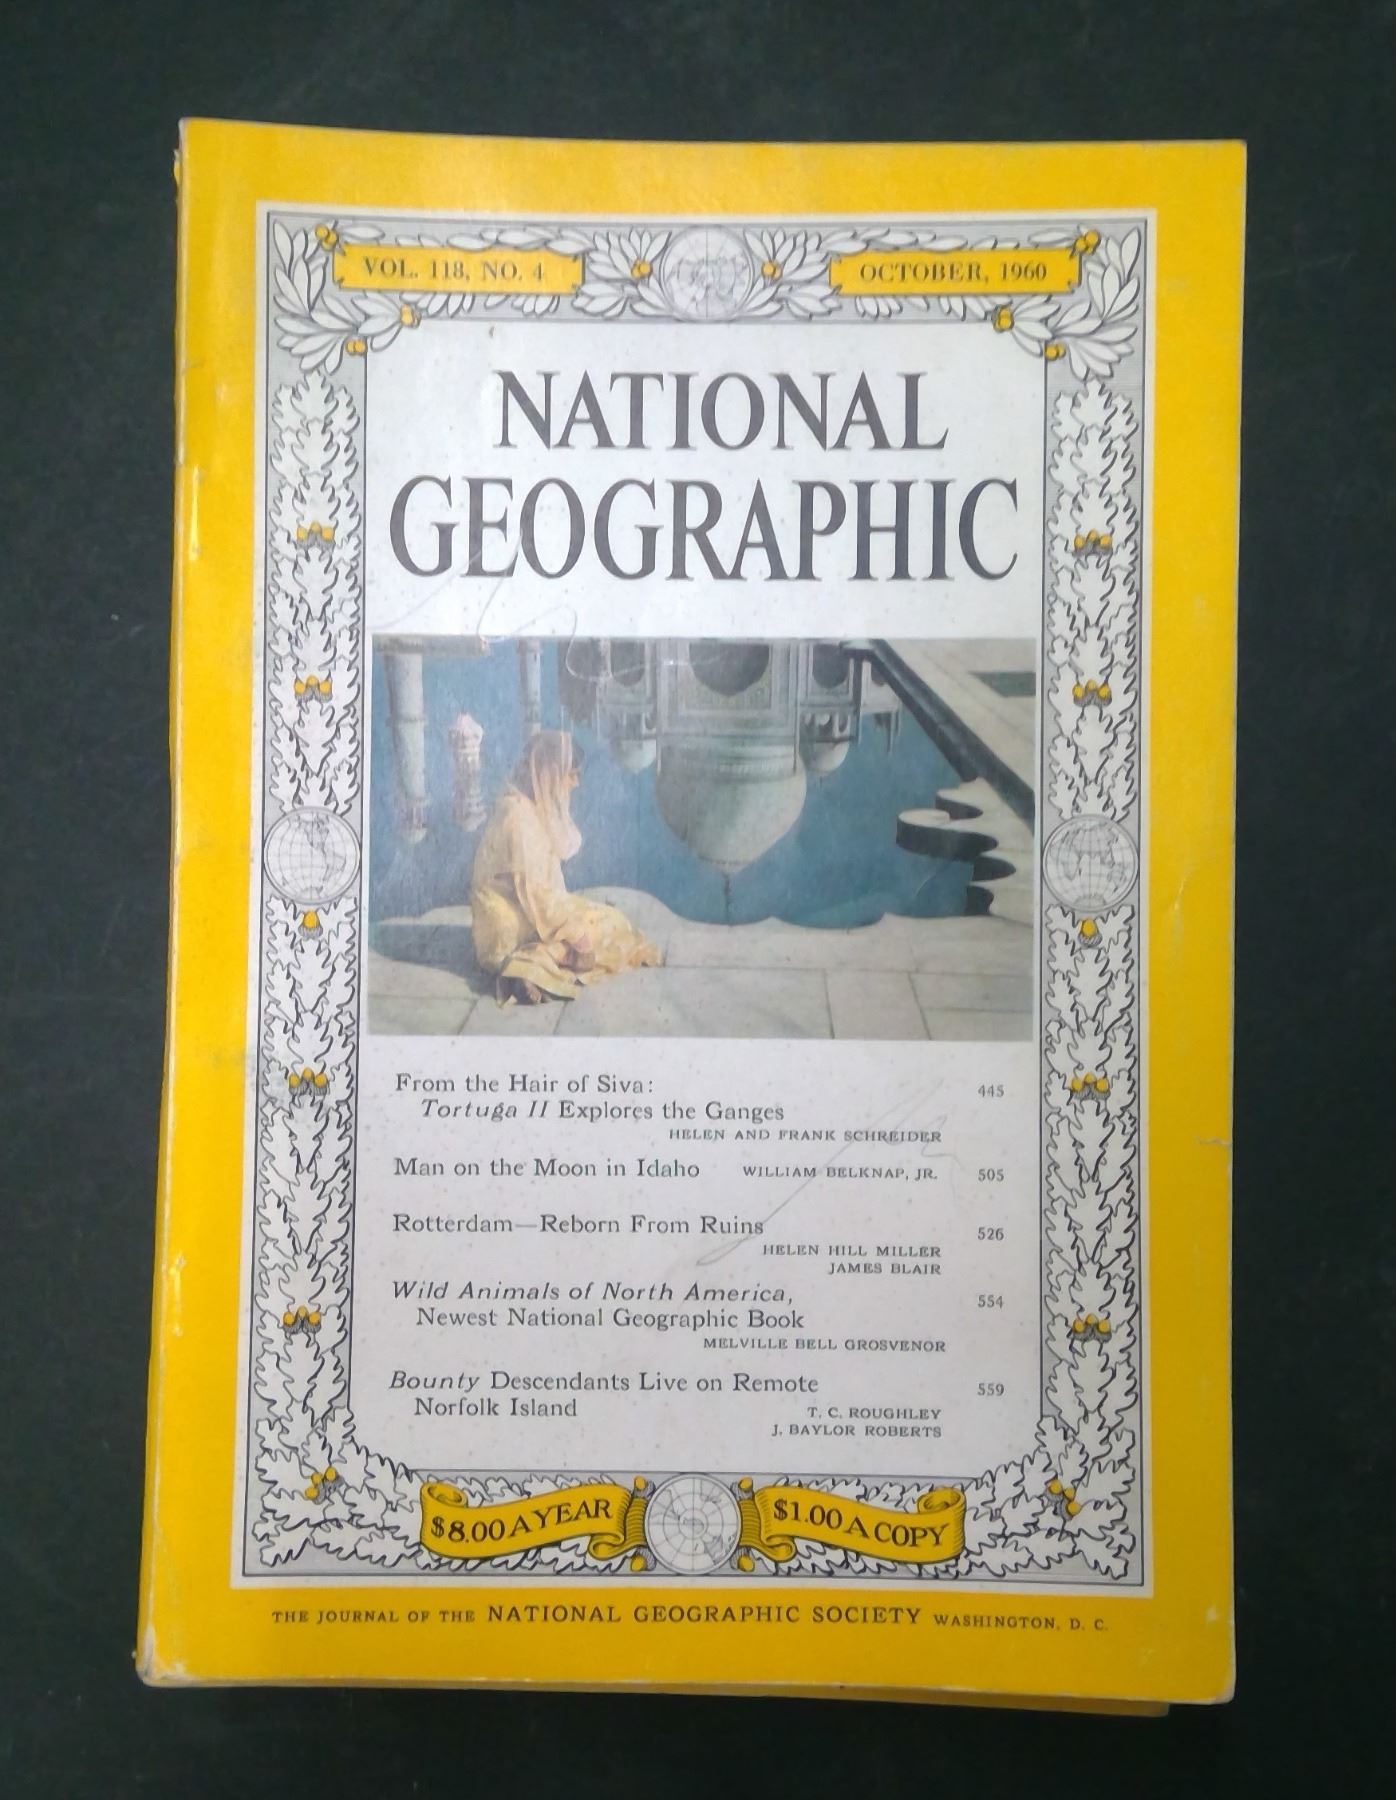 VOL. 118, NO. 4
OCTOBER, 1960
NATIONAL
GEOGRAPHIC
From the Hair of Siva: 445
Tortuga II Explores the Ganges
HELEN AND FRANK SCHREIDER
Man on the Moon in Idaho WILLIAM BELKNAP, JR. 505
Rotterdam—Reborn From Ruins 526
HELEN HILL MILLER
JAMES BLAIR
Wild Animals of North America, 554
Newest National Geographic Book
MELVILLE BELL GROSVENOR
Bounty Descendants Live on Remote 559
Norfolk Island T. C. ROUGHLEY
J. BAYLOR ROBERTS
$8.00 A YEAR
$1.00 A COPY
THE JOURNAL OF THE NATIONAL GEOGRAPHIC SOCIETY WASHINGTON, D. C.